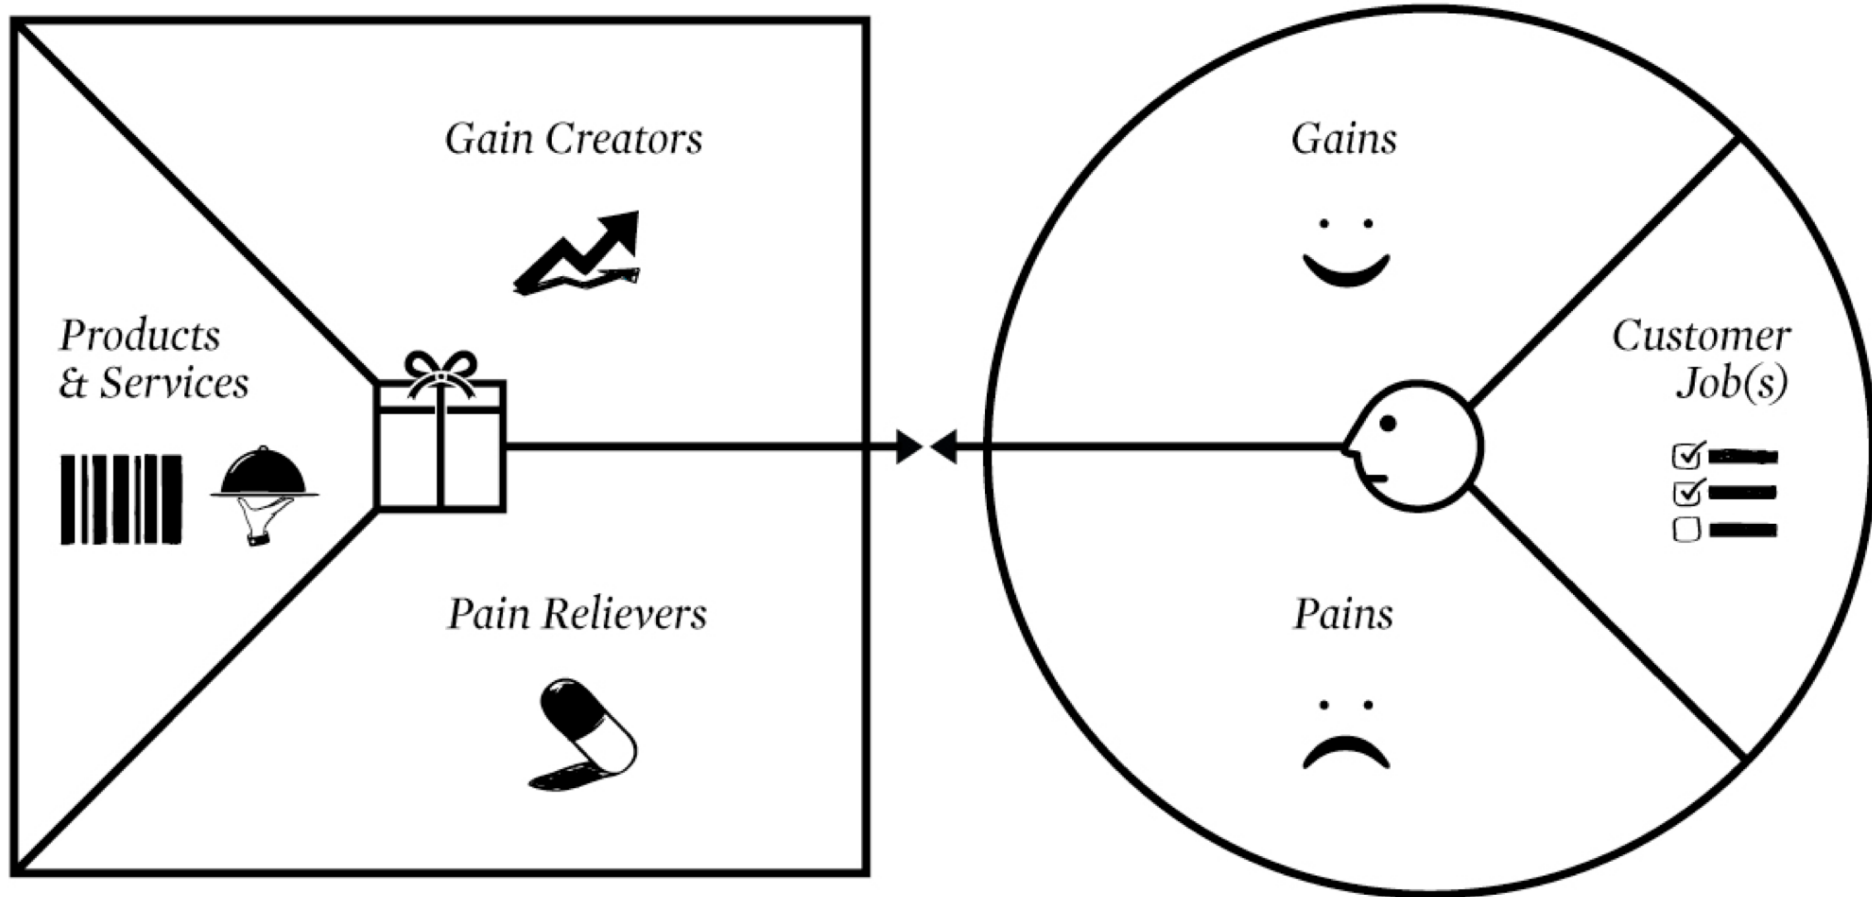 Gain Creators
Products
& Services
Pain Relievers
Gains
Customer
Job(s)
Pains